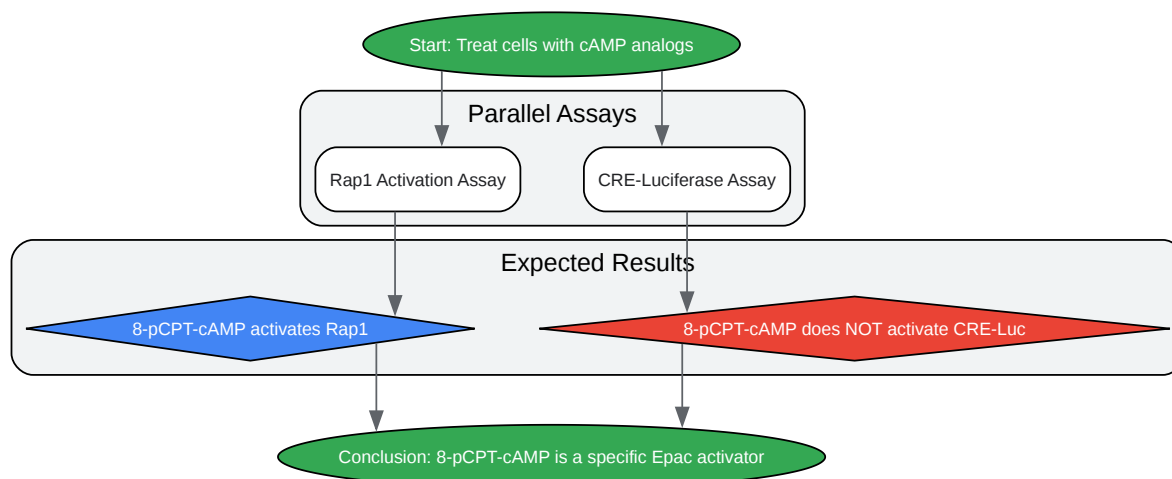 Start: Treat cells with cAMP analogs
Parallel Assays
Rap1 Activation Assay
CRE-Luciferase Assay
Expected Results
8-pCPT-cAMP activates Rap1
8-pCPT-cAMP does NOT activate CRE-Luc
Conclusion: 8-pCPT-cAMP is a specific Epac activator